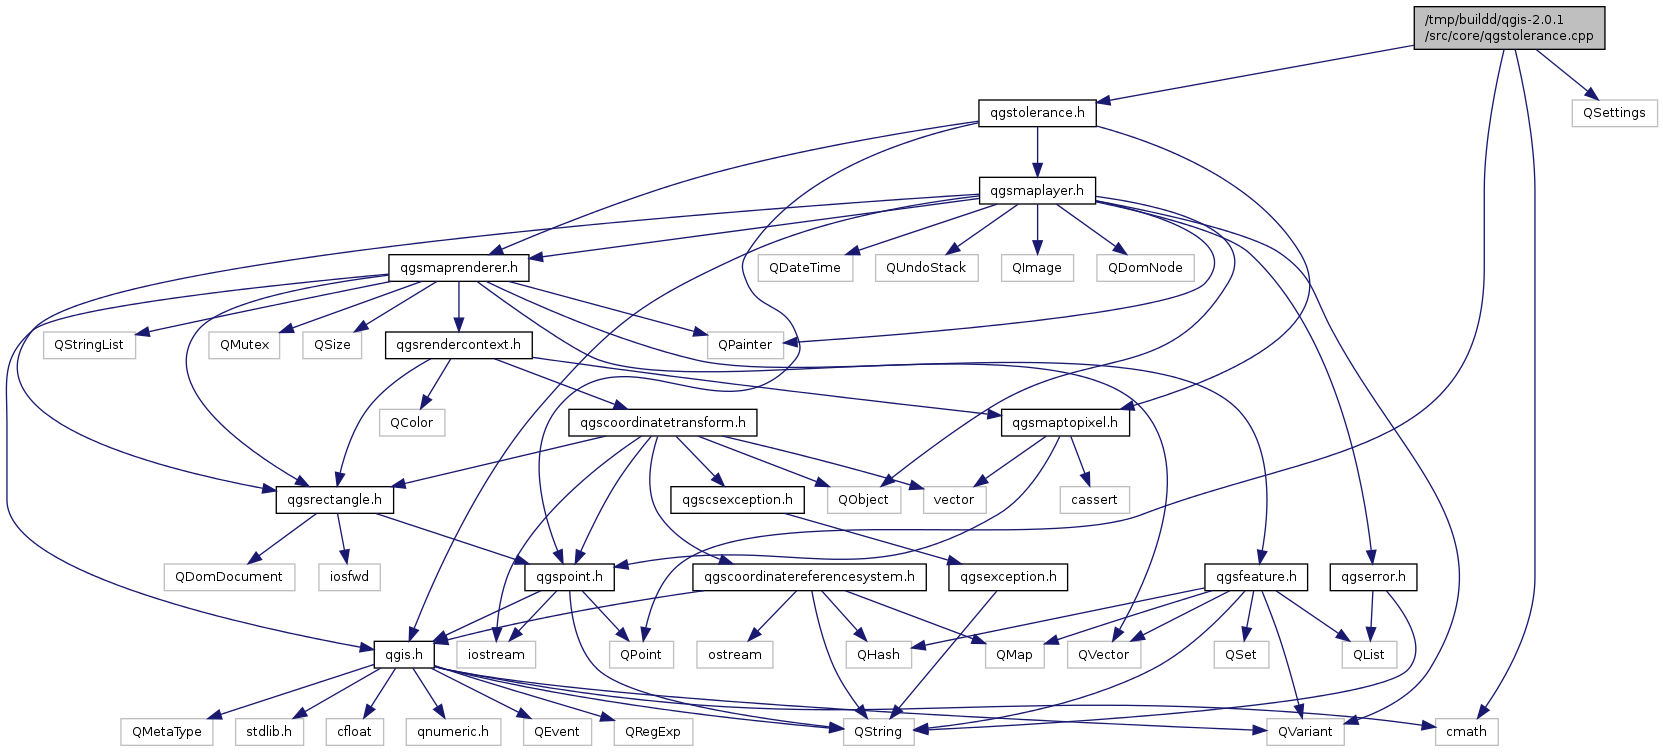 /tmp/buildd/qgis-2.0.1
/src/core/qgstolerance.cpp
qgstolerance.h
QSettings
qgsmaplayer.h
qgsmaprenderer.h
QDateTime
QUndoStack
QImage
QDomNode
QStringList
QMutex
QSize
qgsrendercontext.h
QPainter
QColor
qgscoordinatetransform.h
qgsmaptopixel.h
qgsrectangle.h
qgscsexception.h
QObject
vector
cassert
QDomDocument
iosfwd
qgspoint.h
qgscoordinatereferencesystem.h
qgsexception.h
qgsfeature.h
qgserror.h
qgis.h
iostream
QPoint
ostream
QHash
QMap
QVector
QSet
QList
QMetaType
stdlib.h
cfloat
qnumeric.h
QEvent
QRegExp
QString
QVariant
cmath